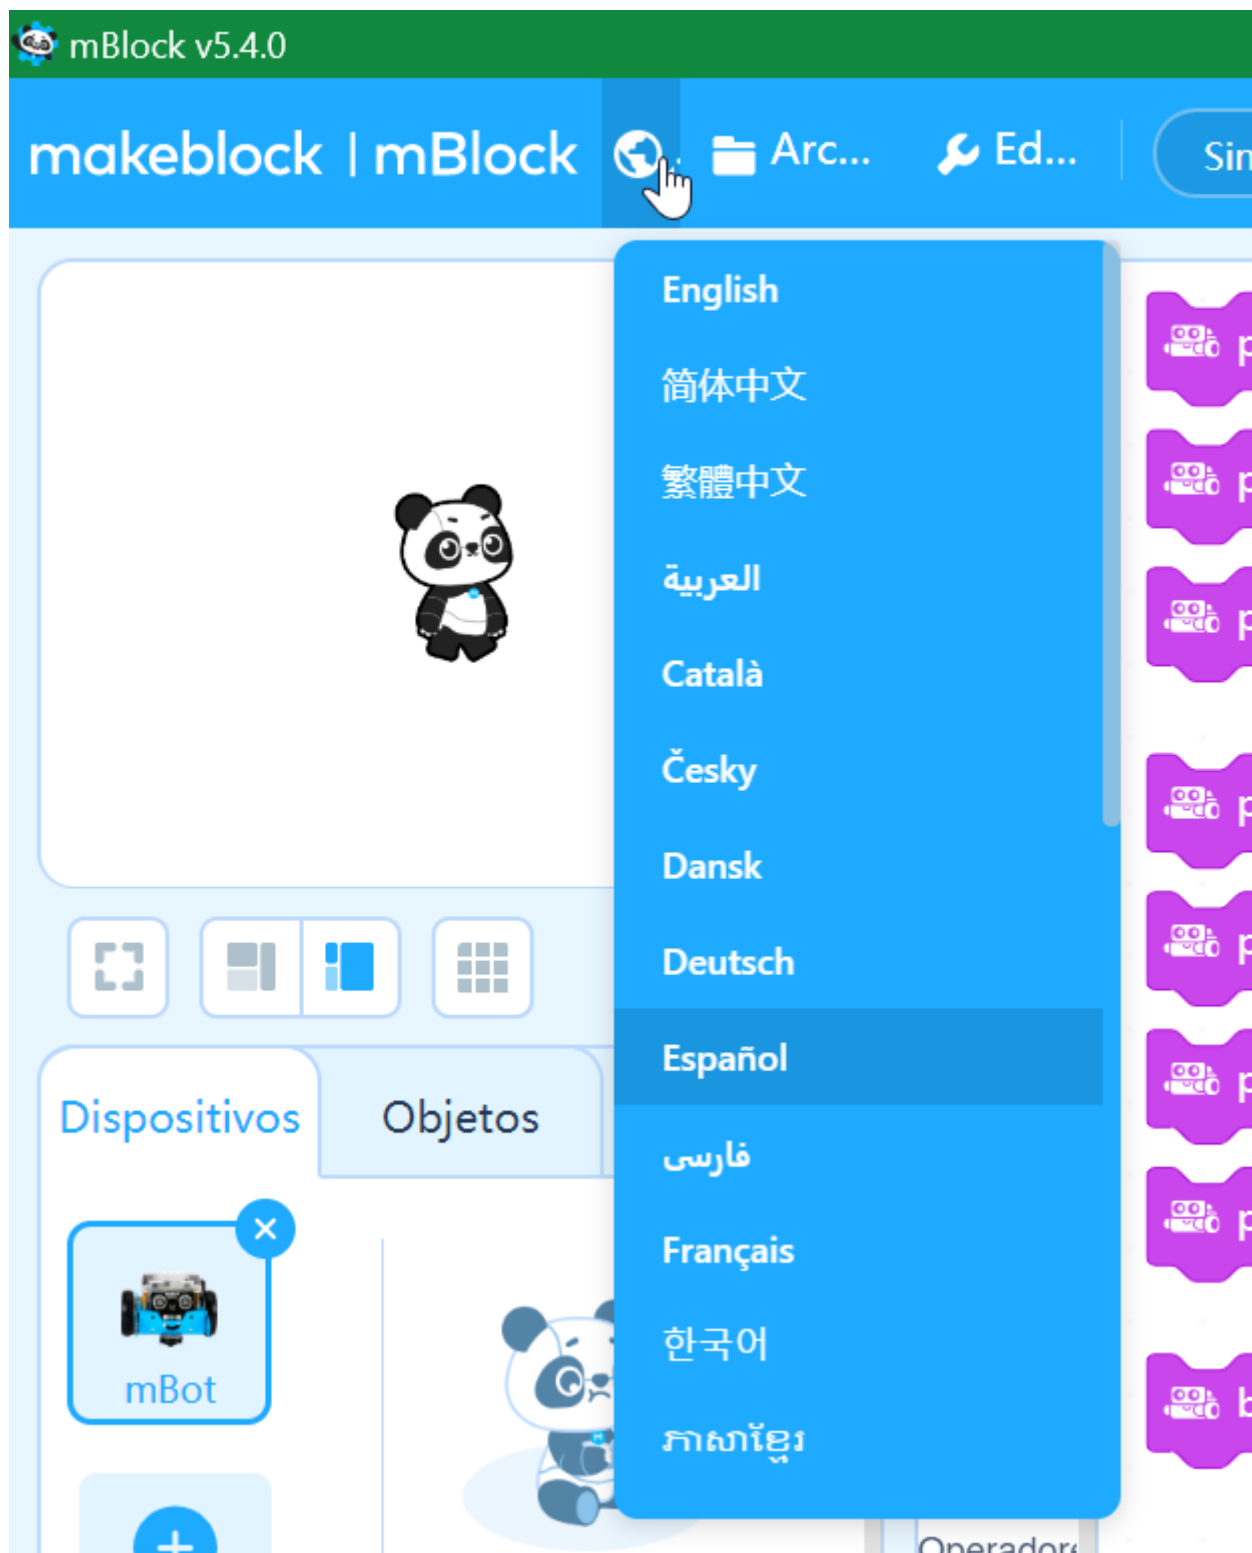 mBlock v5.4.0
makeblock | mBlock
Arc...
Ed...
English
简体中文
繁體中文
العربية
Català
Česky
Dansk
Deutsch
Español
فارسی
Français
한국어
ភាសាខ្មែរ
Dispositivos
Objetos
mBot